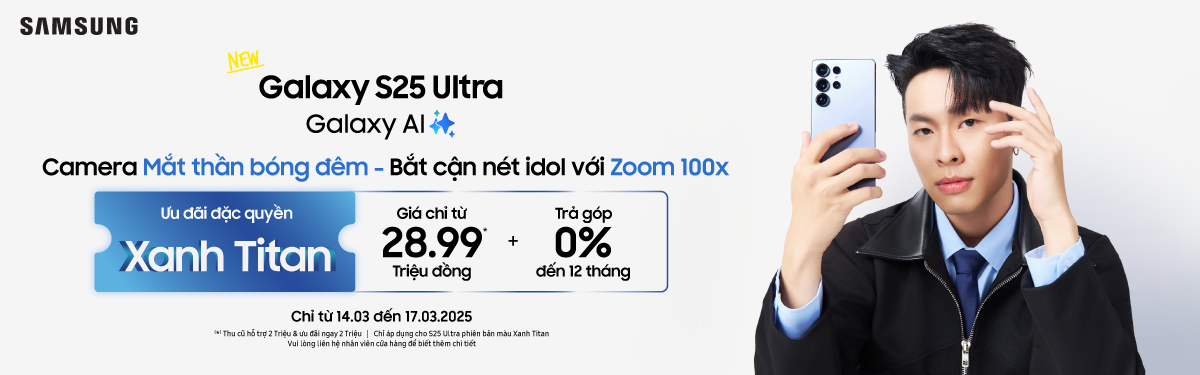 SAMSUNG
NEW
Galaxy S25 Ultra
Galaxy AI
Camera Mắt thần bóng đêm - Bắt cận nét idol với Zoom 100x
Ưu đãi đặc quyền
Xanh Titan
Giá chỉ từ
28.99*
Triệu đồng
+
Trả góp
0%
đến 12 tháng
Chỉ từ 14.03 đến 17.03.2025
(*) Thu cũ hỗ trợ 2 Triệu & ưu đãi ngay 2 Triệu | Chỉ áp dụng cho S25 Ultra phiên bản màu Xanh Titan
Vui lòng liên hệ nhân viên cửa hàng để biết thêm chi tiết